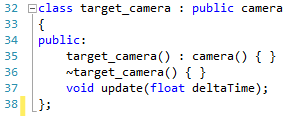 32 class target_camera : public camera
33 {
34 public:
35     target_camera() : camera() { }
36     ~target_camera() { }
37     void update(float deltaTime);
38 };